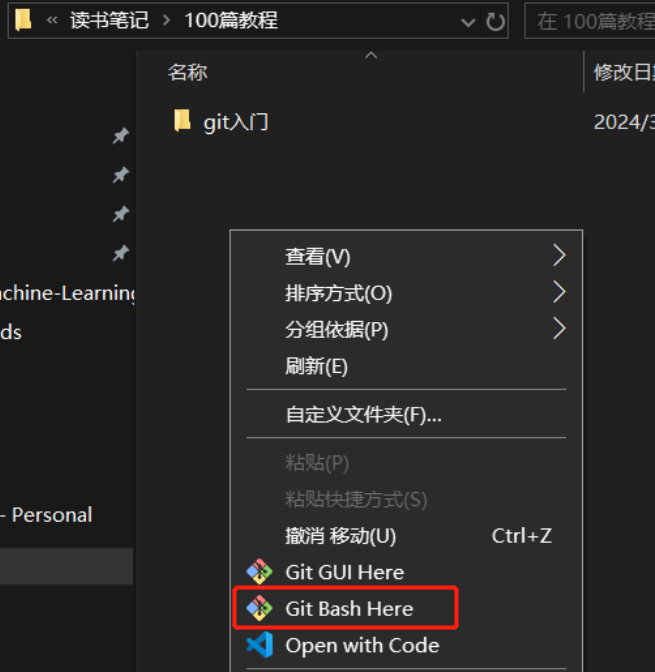 « 读书笔记 > 100篇教程
在 100篇教程
名称
修改日
git入门
2024/3
achine-Learning
ds
- Personal
查看(V)
排序方式(O)
分组依据(P)
刷新(E)
自定义文件夹(F)...
粘贴(P)
粘贴快捷方式(S)
撤消 移动(U) Ctrl+Z
Git GUI Here
Git Bash Here
Open with Code